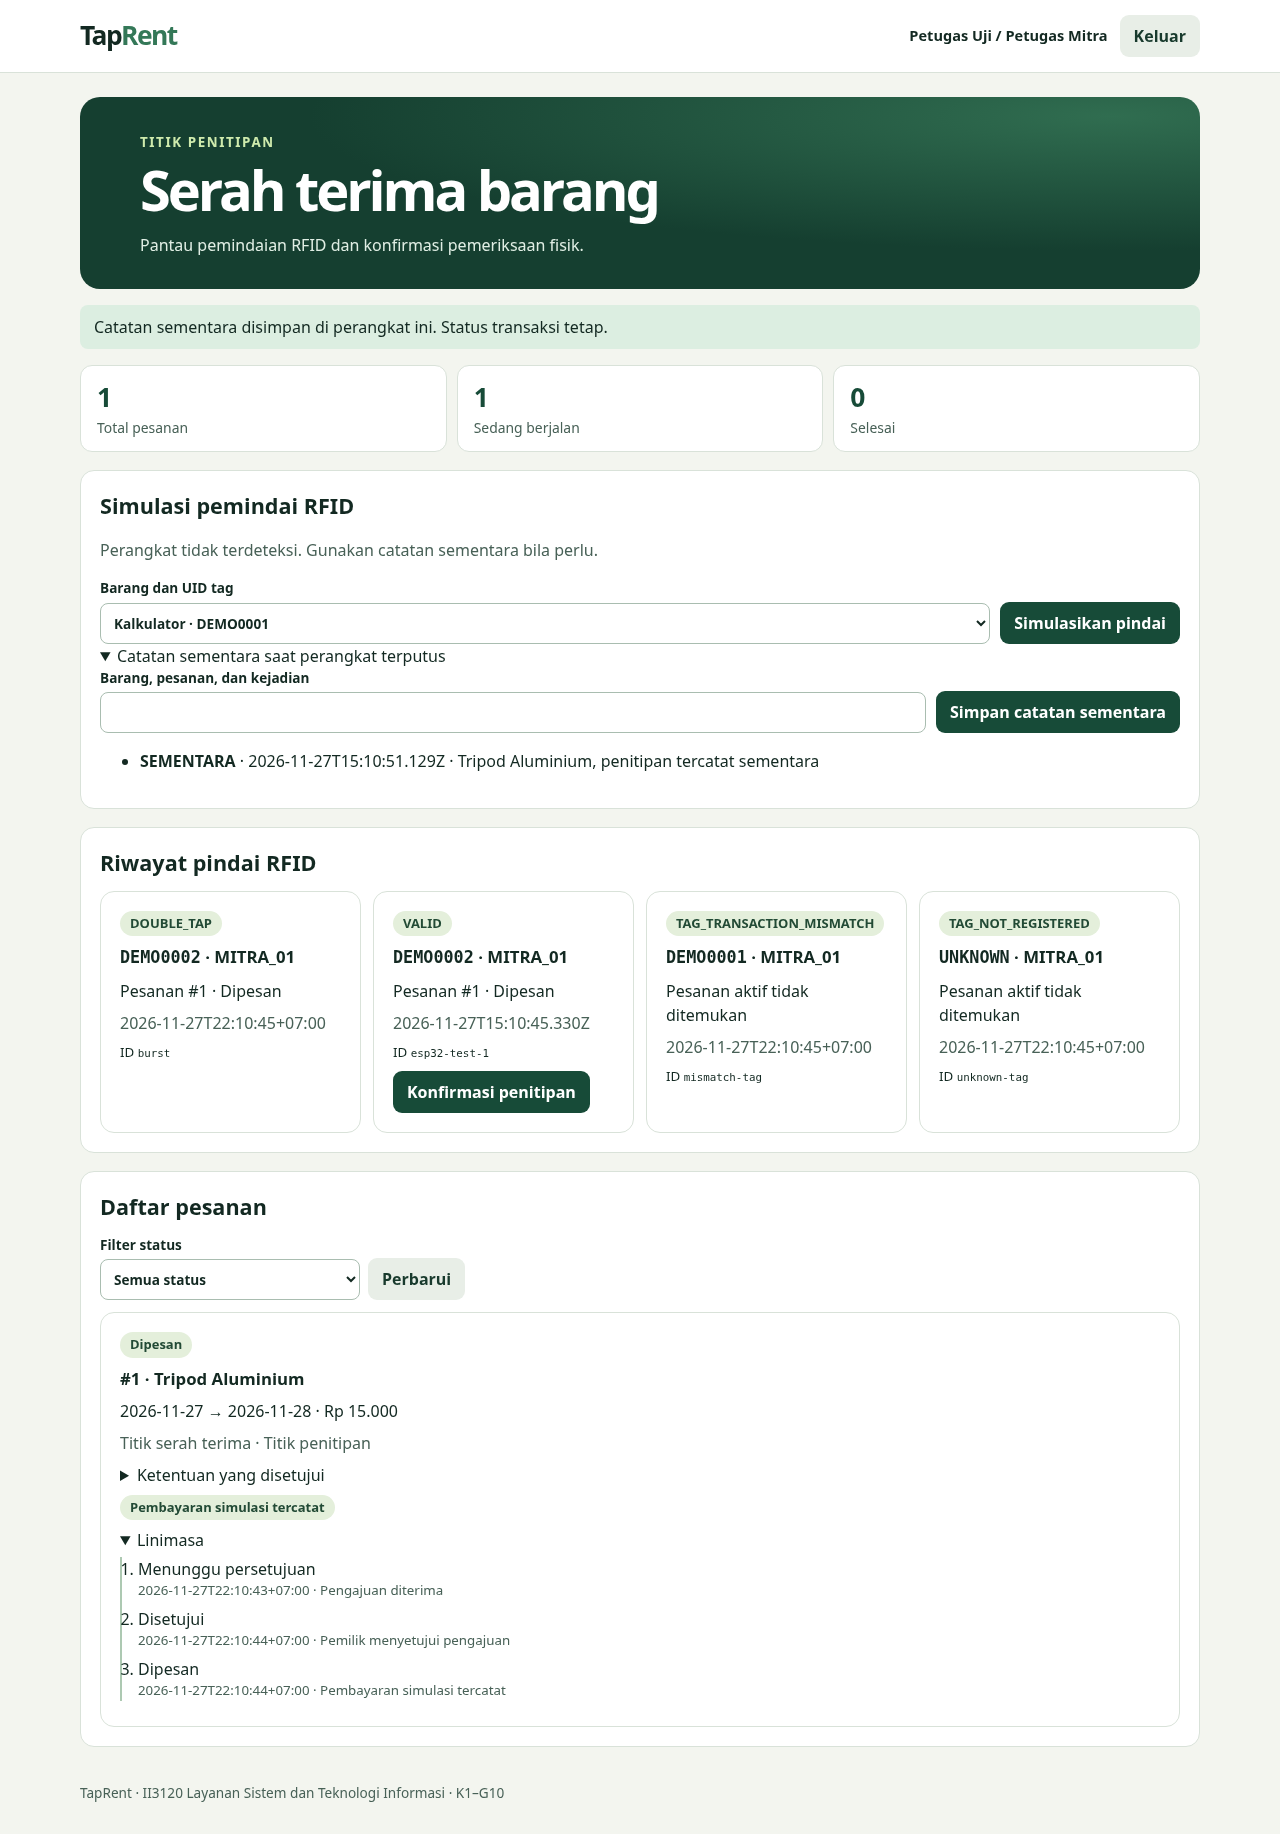 TapRent
Petugas Uji / Petugas Mitra
Keluar
TITIK PENITIPAN
Serah terima barang
Pantau pemindaian RFID dan konfirmasi pemeriksaan fisik.
Catatan sementara disimpan di perangkat ini. Status transaksi tetap.
1
Total pesanan
1
Sedang berjalan
0
Selesai
Simulasi pemindai RFID
Perangkat tidak terdeteksi. Gunakan catatan sementara bila perlu.
Barang dan UID tag
Kalkulator · DEMO0001
Simulasikan pindai
▼ Catatan sementara saat perangkat terputus
Barang, pesanan, dan kejadian
Simpan catatan sementara
• SEMENTARA · 2026-11-27T15:10:51.129Z · Tripod Aluminium, penitipan tercatat sementara
Riwayat pindai RFID
DOUBLE_TAP
DEMO0002 · MITRA_01
Pesanan #1 · Dipesan
2026-11-27T22:10:45+07:00
ID burst
VALID
DEMO0002 · MITRA_01
Pesanan #1 · Dipesan
2026-11-27T15:10:45.330Z
ID esp32-test-1
Konfirmasi penitipan
TAG_TRANSACTION_MISMATCH
DEMO0001 · MITRA_01
Pesanan aktif tidak
ditemukan
2026-11-27T22:10:45+07:00
ID mismatch-tag
TAG_NOT_REGISTERED
UNKNOWN · MITRA_01
Pesanan aktif tidak
ditemukan
2026-11-27T22:10:45+07:00
ID unknown-tag
Daftar pesanan
Filter status
Semua status
Perbarui
Dipesan
#1 · Tripod Aluminium
2026-11-27 → 2026-11-28 · Rp 15.000
Titik serah terima · Titik penitipan
▶ Ketentuan yang disetujui
Pembayaran simulasi tercatat
▼ Linimasa
1. Menunggu persetujuan
2026-11-27T22:10:43+07:00 · Pengajuan diterima
2. Disetujui
2026-11-27T22:10:44+07:00 · Pemilik menyetujui pengajuan
3. Dipesan
2026-11-27T22:10:44+07:00 · Pembayaran simulasi tercatat
TapRent · II3120 Layanan Sistem dan Teknologi Informasi · K1–G10